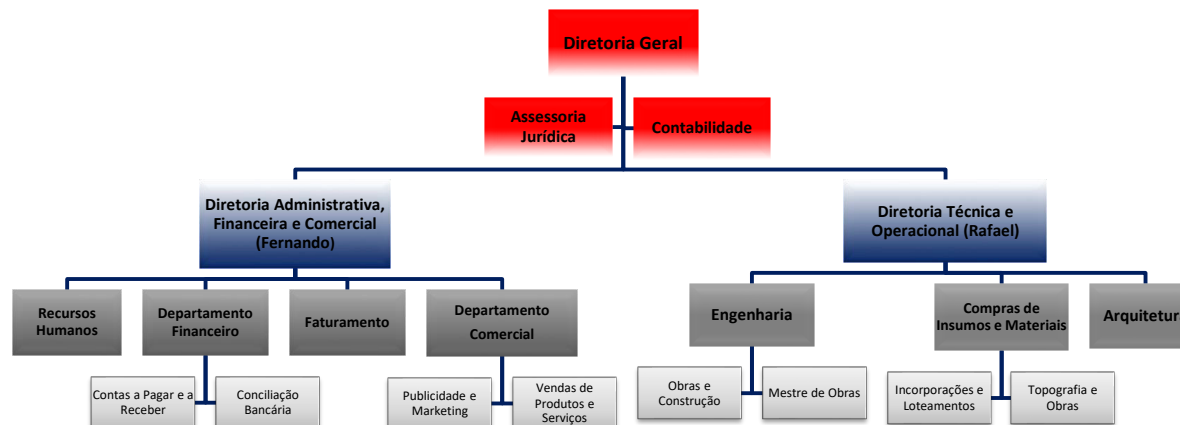 Diretoria Geral
Assessoria
Jurídica
Contabilidade
Diretoria Administrativa,
Financeira e Comercial
(Fernando)
Diretoria Técnica e
Operacional (Rafael)
Recursos
Humanos
Departamento
Financeiro
Faturamento
Departamento
Comercial
Engenharia
Compras de
Insumos e Materiais
Arquitetur
Contas a Pagar e a
Receber
Conciliação
Bancária
Publicidade e
Marketing
Vendas de
Produtos e
Serviços
Obras e
Construção
Mestre de Obras
Incorporações e
Loteamentos
Topografia e
Obras